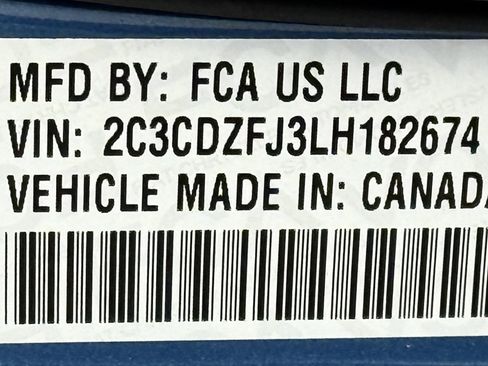 MFD BY: FCA US LLC
VIN: 2C3CDZFJ3LH182674
VEHICLE MADE IN: CANADA